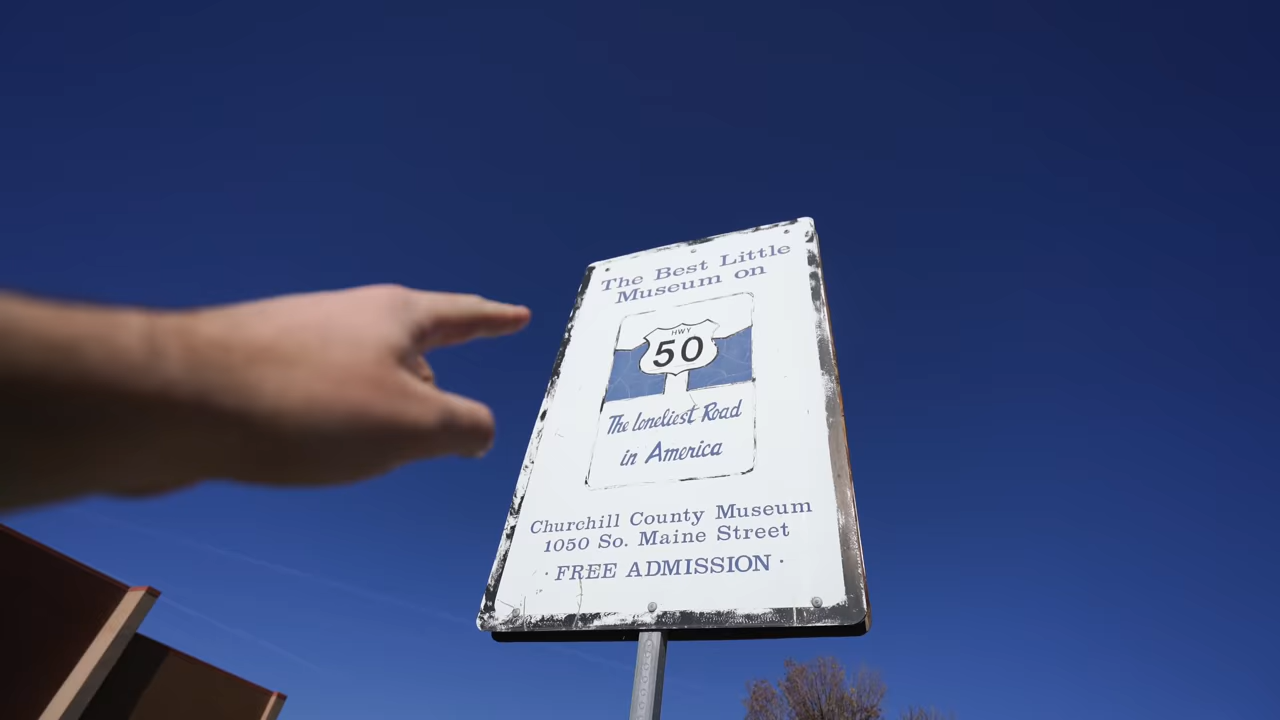 The Best Little
Museum on
HWY
50
The loneliest Road
in America
Churchill County Museum
1050 So. Maine Street
· FREE ADMISSION ·